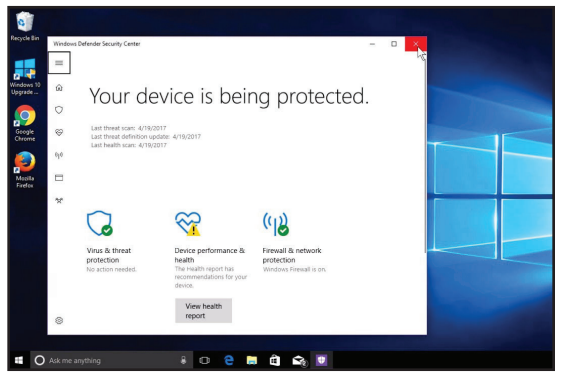 Recycle Bin
Windows 10
Upgrade ...
Google
Chrome
Mozilla
Firefox
Windows Defender Security Center
Your device is being protected.
Last threat scan: 4/19/2017
Last threat definition update: 4/19/2017
Last health scan: 4/19/2017
Virus & threat
protection
No action needed.
Device performance &
health
The Health report has
recommendations for your
device.
View health
report
Firewall & network
protection
Windows Firewall is on.
Ask me anything